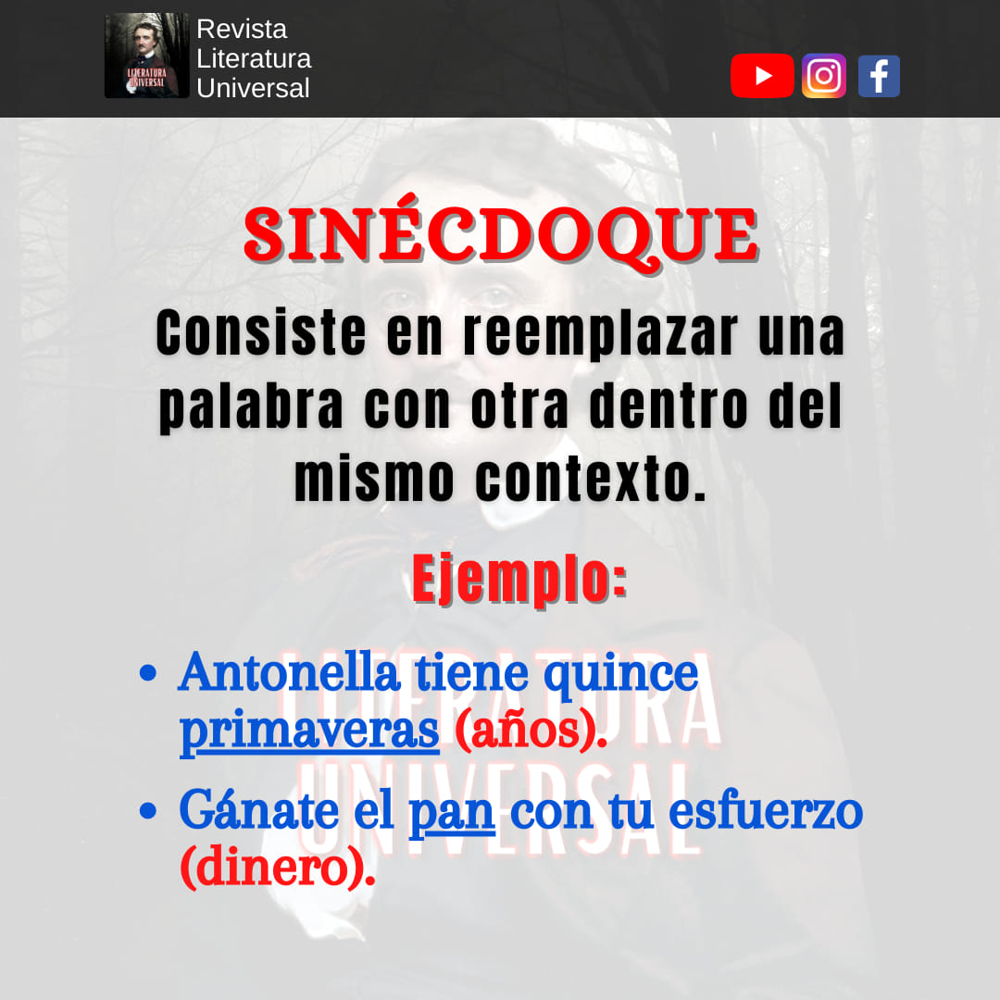 Revista
Literatura
Universal
LITERATURA
UNIVERSAL
SINÉCDOQUE
Consiste en reemplazar una
palabra con otra dentro del
mismo contexto.
Ejemplo:
• Antonella tiene quince
primaveras (años).
• Gánate el pan con tu esfuerzo
(dinero).
LITERATURA
UNIVERSAL